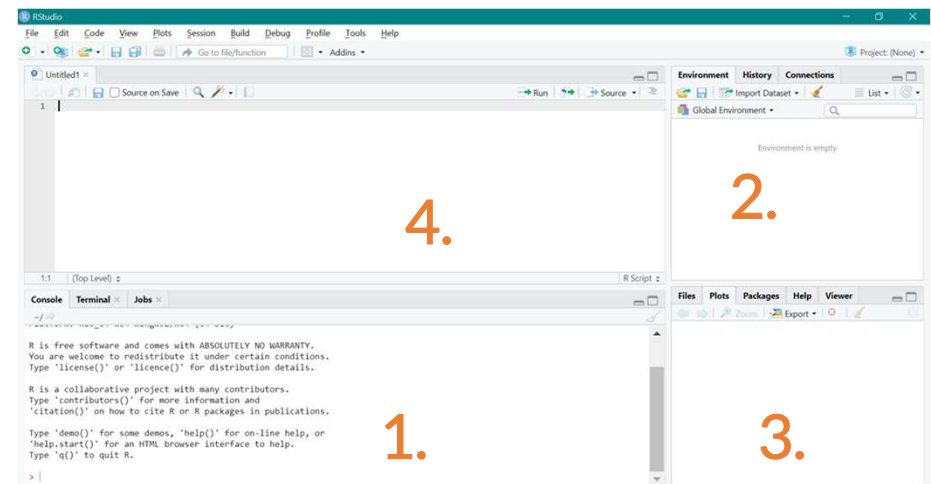 RStudio
File Edit Code View Plots Session Build Debug Profile Tools Help
Go to file/function Addins Project: (None)
Untitled1
Source on Save Run Source
1
4.
1:1 (Top Level) R Script
Environment History Connections
Import Dataset List
Global Environment
Environment is empty
2.
Console Terminal Jobs
~/
R is free software and comes with ABSOLUTELY NO WARRANTY.
You are welcome to redistribute it under certain conditions.
Type 'license()' or 'licence()' for distribution details.
R is a collaborative project with many contributors.
Type 'contributors()' for more information and
'citation()' on how to cite R or R packages in publications.
Type 'demo()' for some demos, 'help()' for on-line help, or
'help.start()' for an HTML browser interface to help.
Type 'q()' to quit R.
>
1.
Files Plots Packages Help Viewer
Zoom Export
3.